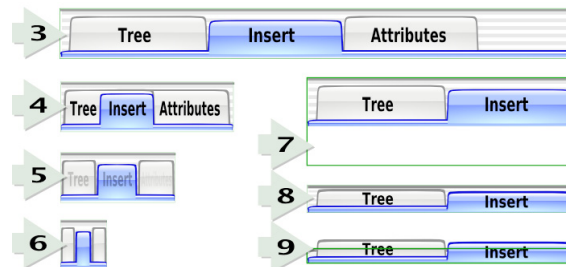 3 Tree Insert Attributes
4 Tree Insert Attributes
7 Tree Insert
5 Tree Insert
8 Tree Insert
6
9 Tree Insert